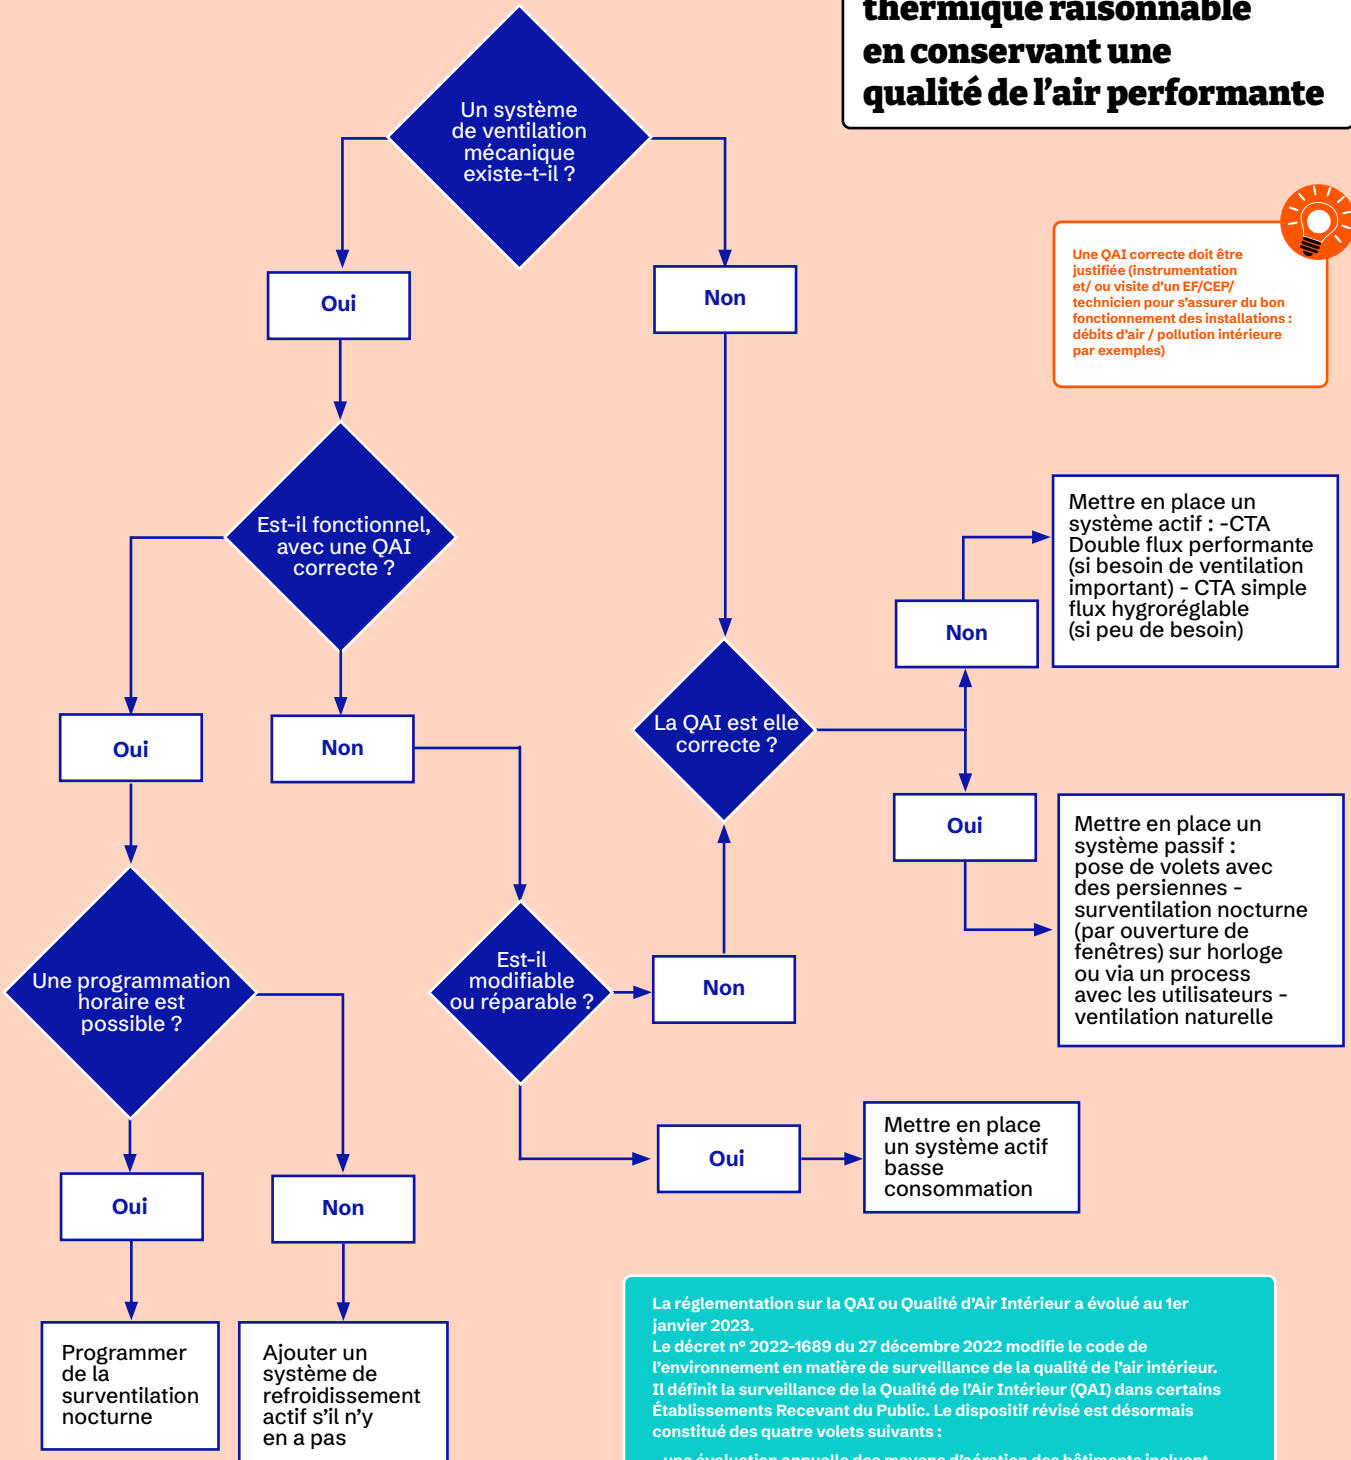 thermique raisonnable
en conservant une
qualité de l'air performante
Un système
de ventilation
mécanique
existe-t-il ?
Oui
Non
Une QAI correcte doit être
justifiée (instrumentation
et/ ou visite d'un EF/CEP/
technicien pour s'assurer du bon
fonctionnement des installations :
débits d'air / pollution intérieure
par exemples)
Est-il fonctionnel,
avec une QAI
correcte ?
Mettre en place un
système actif : -CTA
Double flux performante
(si besoin de ventilation
important) - CTA simple
flux hygroréglable
(si peu de besoin)
Non
La QAI est elle
correcte ?
Oui
Non
Oui
Mettre en place un
système passif :
pose de volets avec
des persiennes -
surventilation nocturne
(par ouverture de
fenêtres) sur horloge
ou via un process
avec les utilisateurs -
ventilation naturelle
Une programmation
horaire est
possible ?
Est-il
modifiable
ou réparable ?
Non
Oui
Mettre en place
un système actif
basse
consommation
Oui
Non
Programmer
de la
surventilation
nocturne
Ajouter un
système de
refroidissement
actif s'il n'y
en a pas
La réglementation sur la QAI ou Qualité d'Air Intérieur a évolué au 1er
janvier 2023.
Le décret n° 2022-1689 du 27 décembre 2022 modifie le code de
l'environnement en matière de surveillance de la qualité de l'air intérieur.
Il définit la surveillance de la Qualité de l'Air Intérieur (QAI) dans certains
Établissements Recevant du Public. Le dispositif révisé est désormais
constitué des quatre volets suivants :
- une évaluation annuelle des moyens d'aération des bâtiments incluant